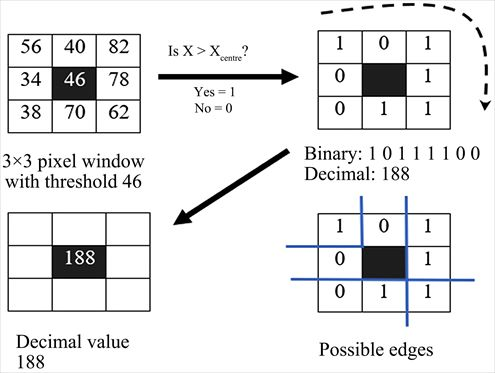 56 40 82
34 46 78
38 70 62
3×3 pixel window
with threshold 46
Is X > Xcentre?
Yes = 1
No = 0
1 0 1
0 1
0 1 1
Binary: 1 0 1 1 1 1 0 0
Decimal: 188
188
Decimal value
188
1 0 1
0 1
0 1 1
Possible edges